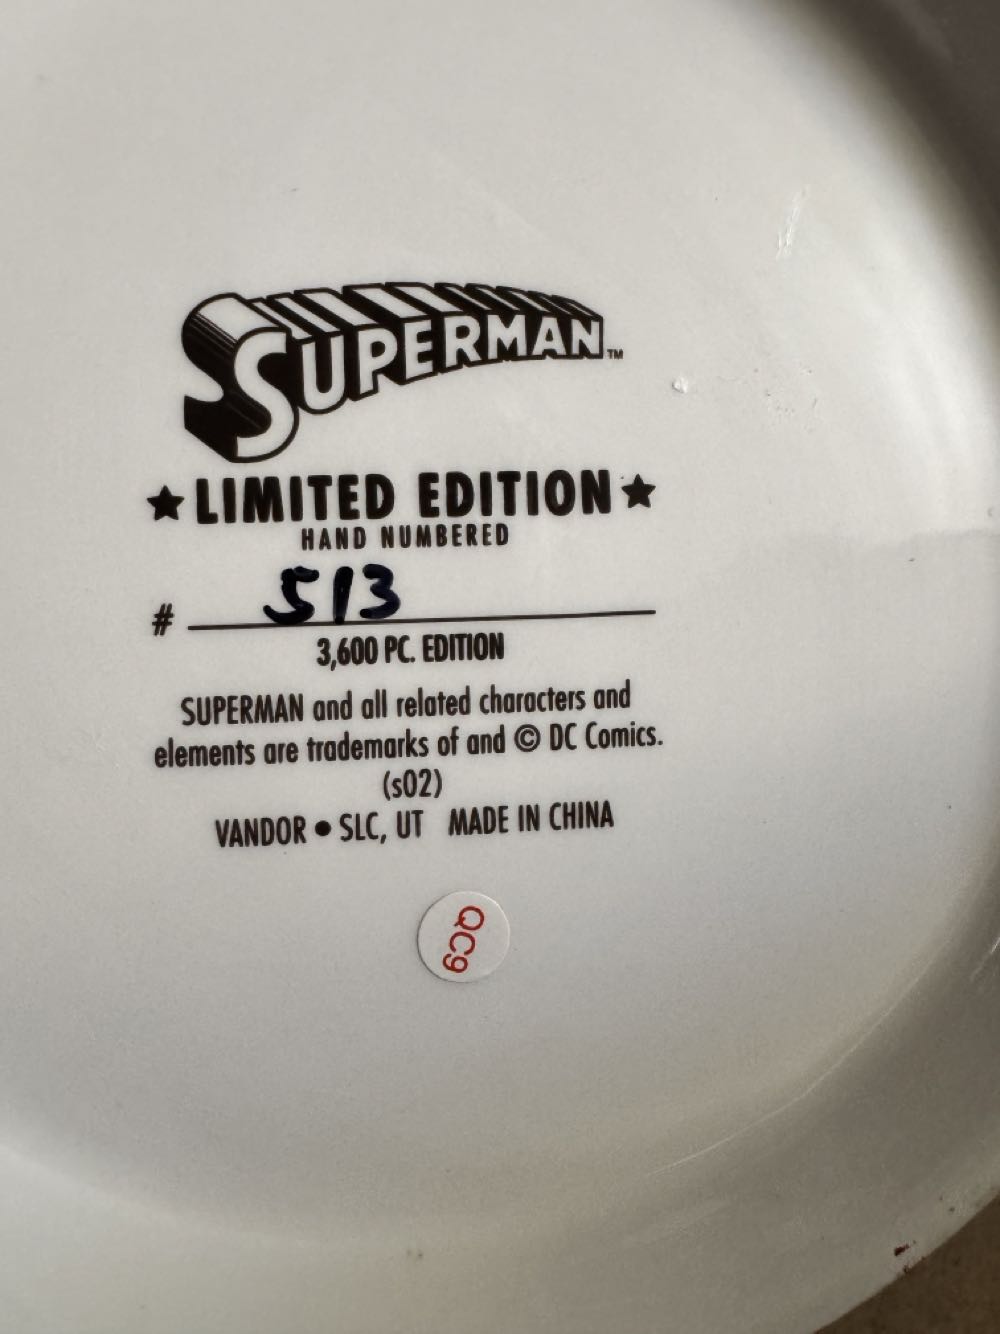 SUPERMAN™
★ LIMITED EDITION ★
HAND NUMBERED
# 513
3,600 PC. EDITION
SUPERMAN and all related characters and
elements are trademarks of and © DC Comics.
(s02)
VANDOR • SLC, UT MADE IN CHINA
QC9